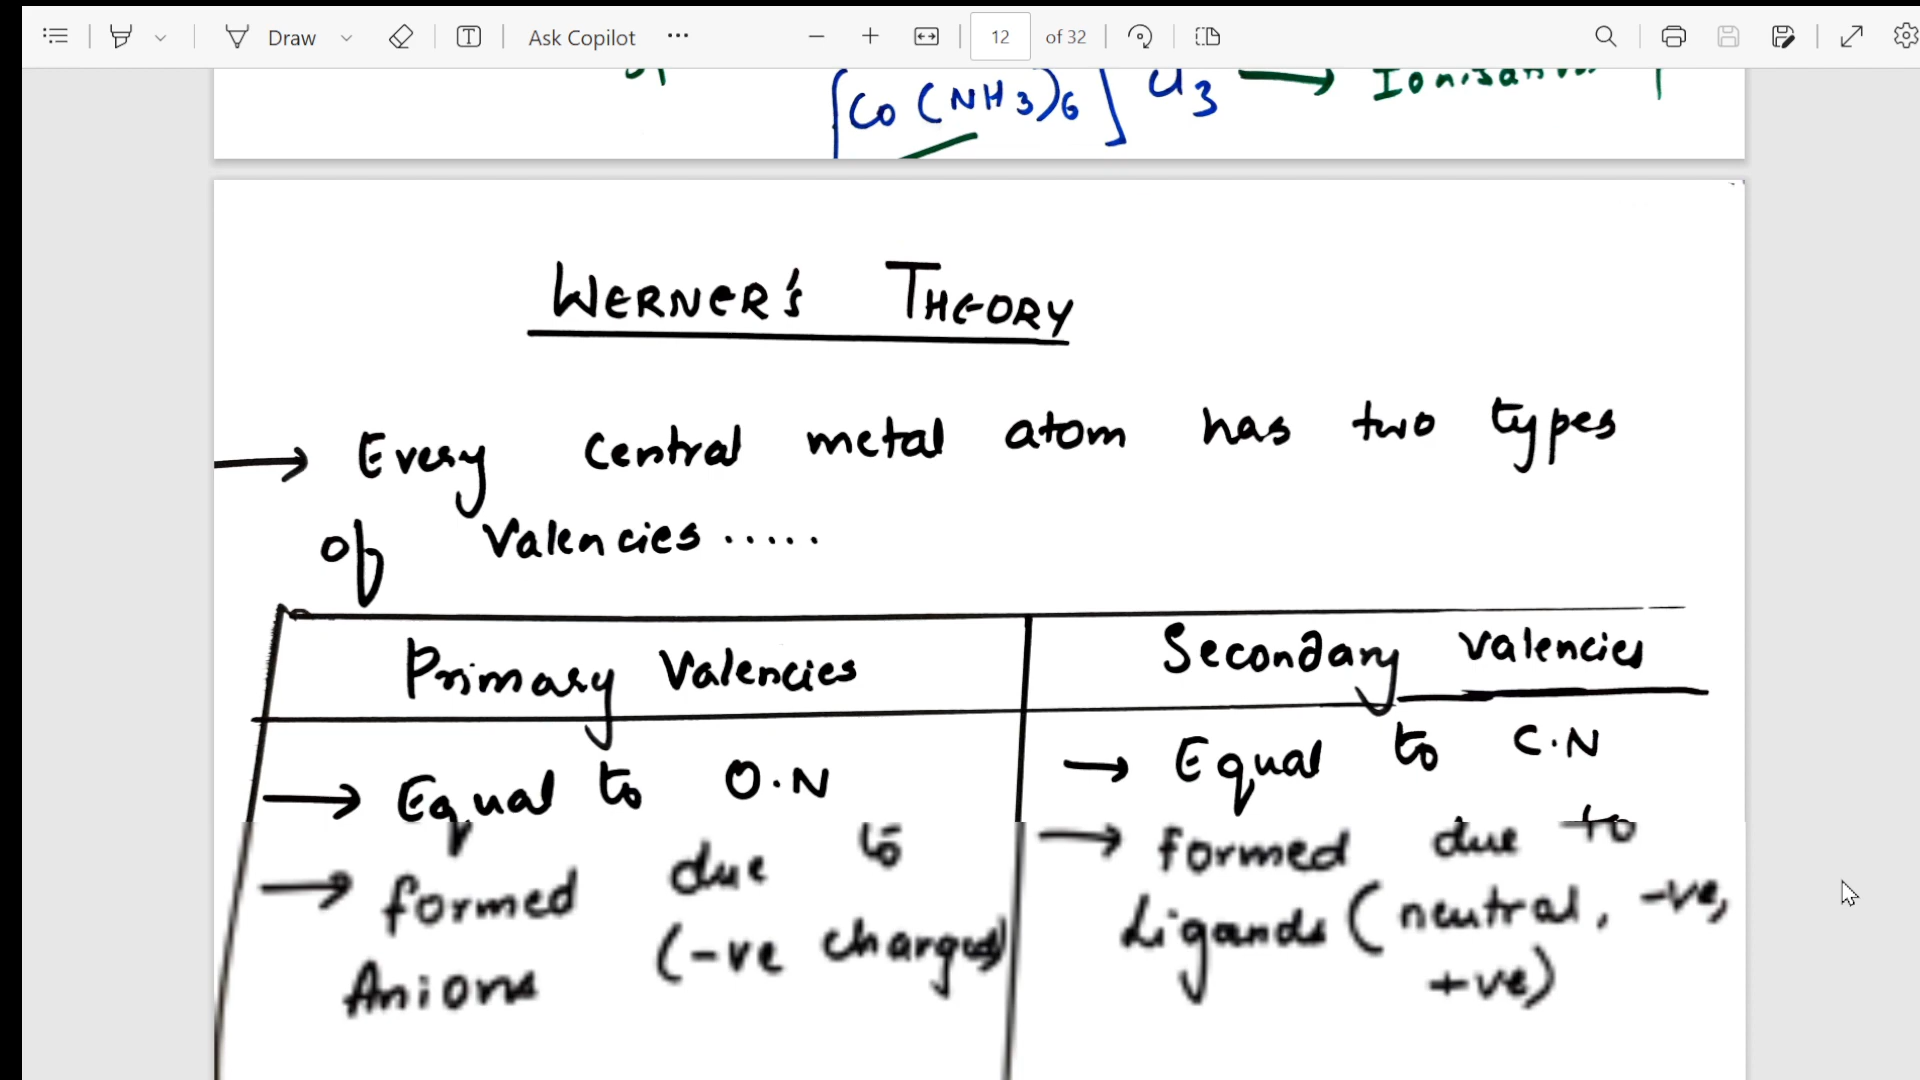 Draw
Ask Copilot
12 of 32
[Co(NH3)6]Cl3 →
WERNER's THEORY
→ Every central metal atom has two types
of Valencies.....
Primary Valencies
→ Equal to O.N
→ formed due to
Anions (-ve charges)
Secondary valencies
→ Equal to C.N
→ formed due to
Ligands (neutral, -ve,
+ve)